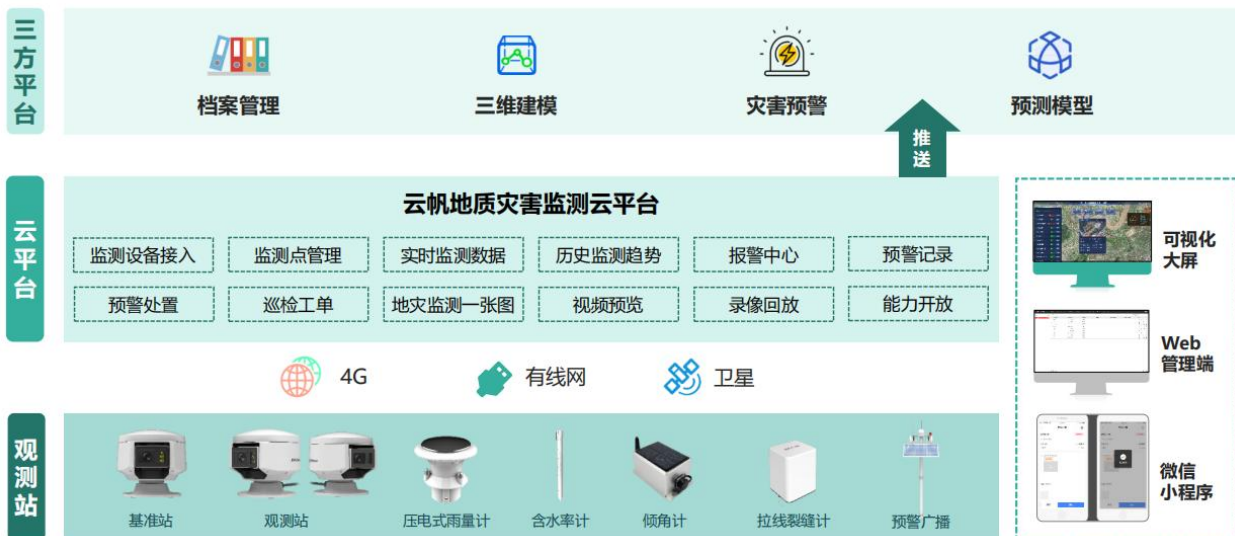 三方平台
档案管理
三维建模
灾害预警
预测模型
推送
云平台
云帆地质灾害监测云平台
监测设备接入
监测点管理
实时监测数据
历史监测趋势
报警中心
预警记录
预警处置
巡检工单
地灾监测一张图
视频预览
录像回放
能力开放
可视化
大屏
Web
管理端
微信
小程序
4G
有线网
卫星
观测站
基准站
观测站
压电式雨量计
含水率计
倾角计
拉线裂缝计
预警广播